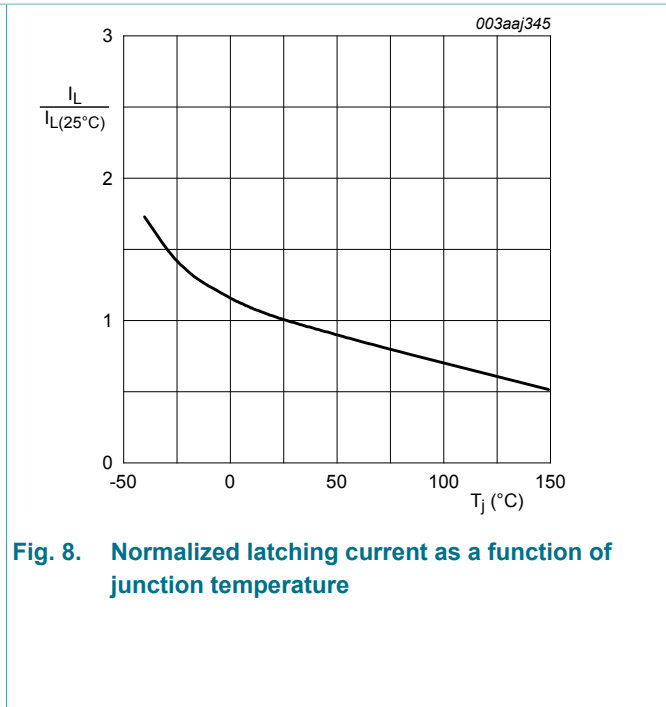 003aaj345
3
I_L
I_L(25°C)
2
1
0
-50 0 50 100 150
T_j (°C)
Fig. 8. Normalized latching current as a function of
junction temperature